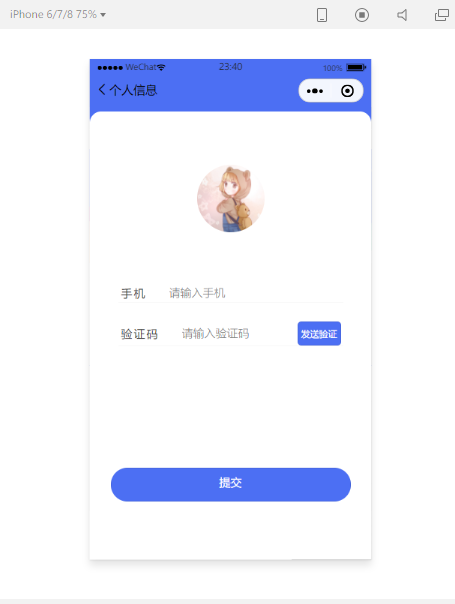 iPhone 6/7/8 75%
WeChat 23:40 100%
个人信息
手机 请输入手机
验证码 请输入验证码 发送验证
提交